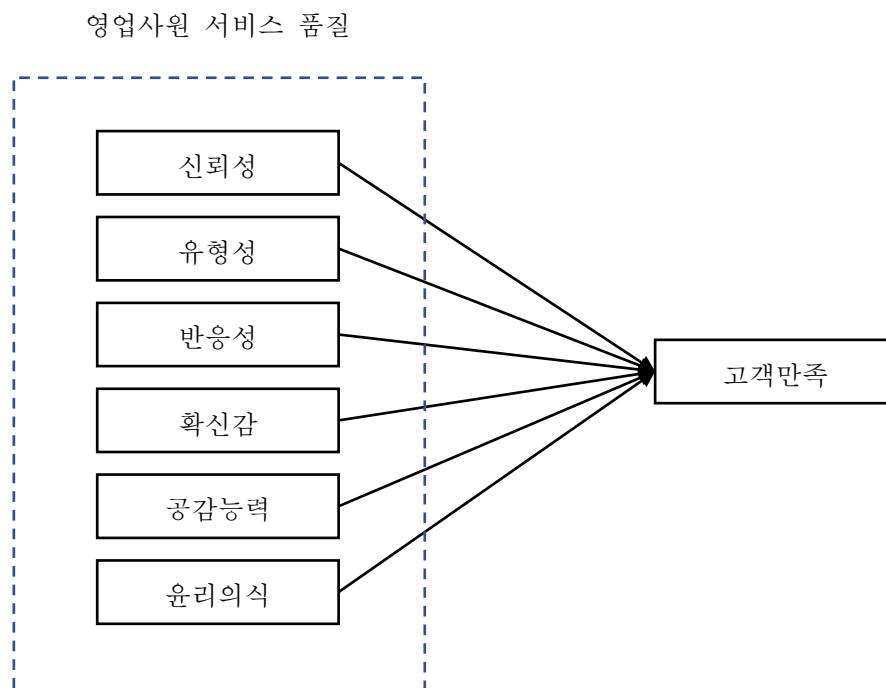 영업사원 서비스 품질
신뢰성
유형성
반응성
확신감
공감능력
윤리의식
고객만족